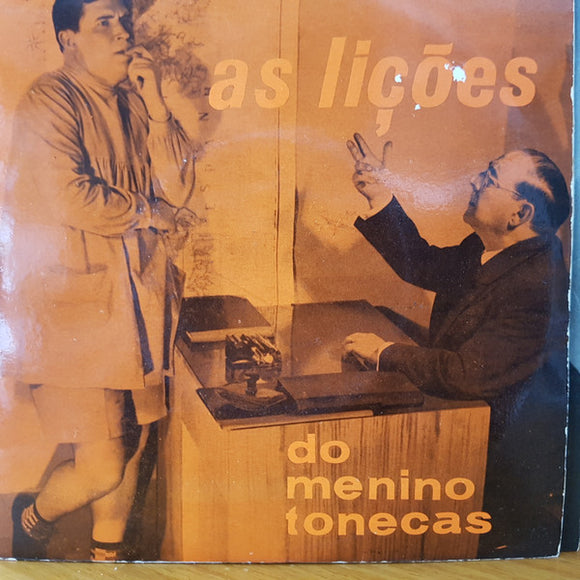 as lições
do
menino
tonecas